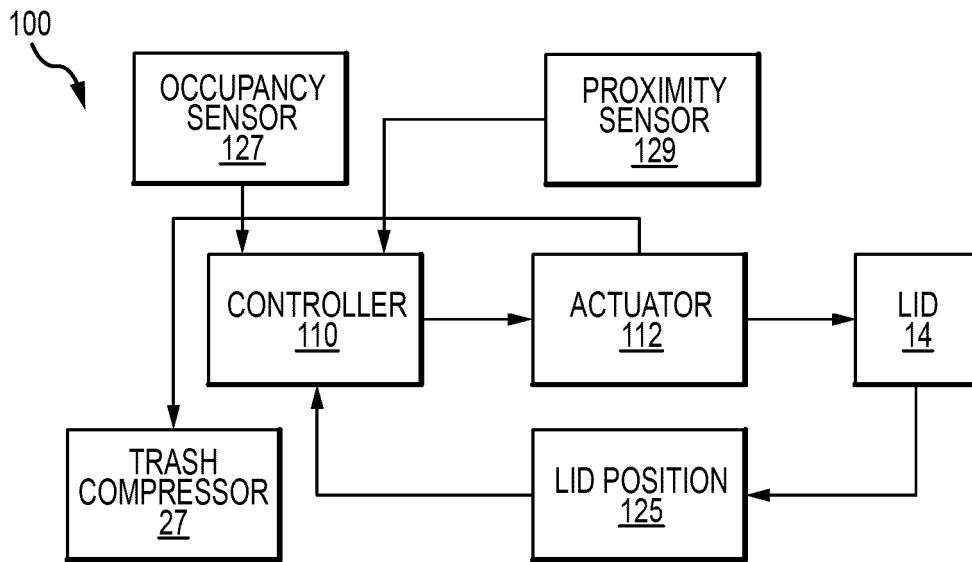 100
OCCUPANCY
SENSOR
127
PROXIMITY
SENSOR
129
CONTROLLER
110
ACTUATOR
112
LID
14
TRASH
COMPRESSOR
27
LID POSITION
125